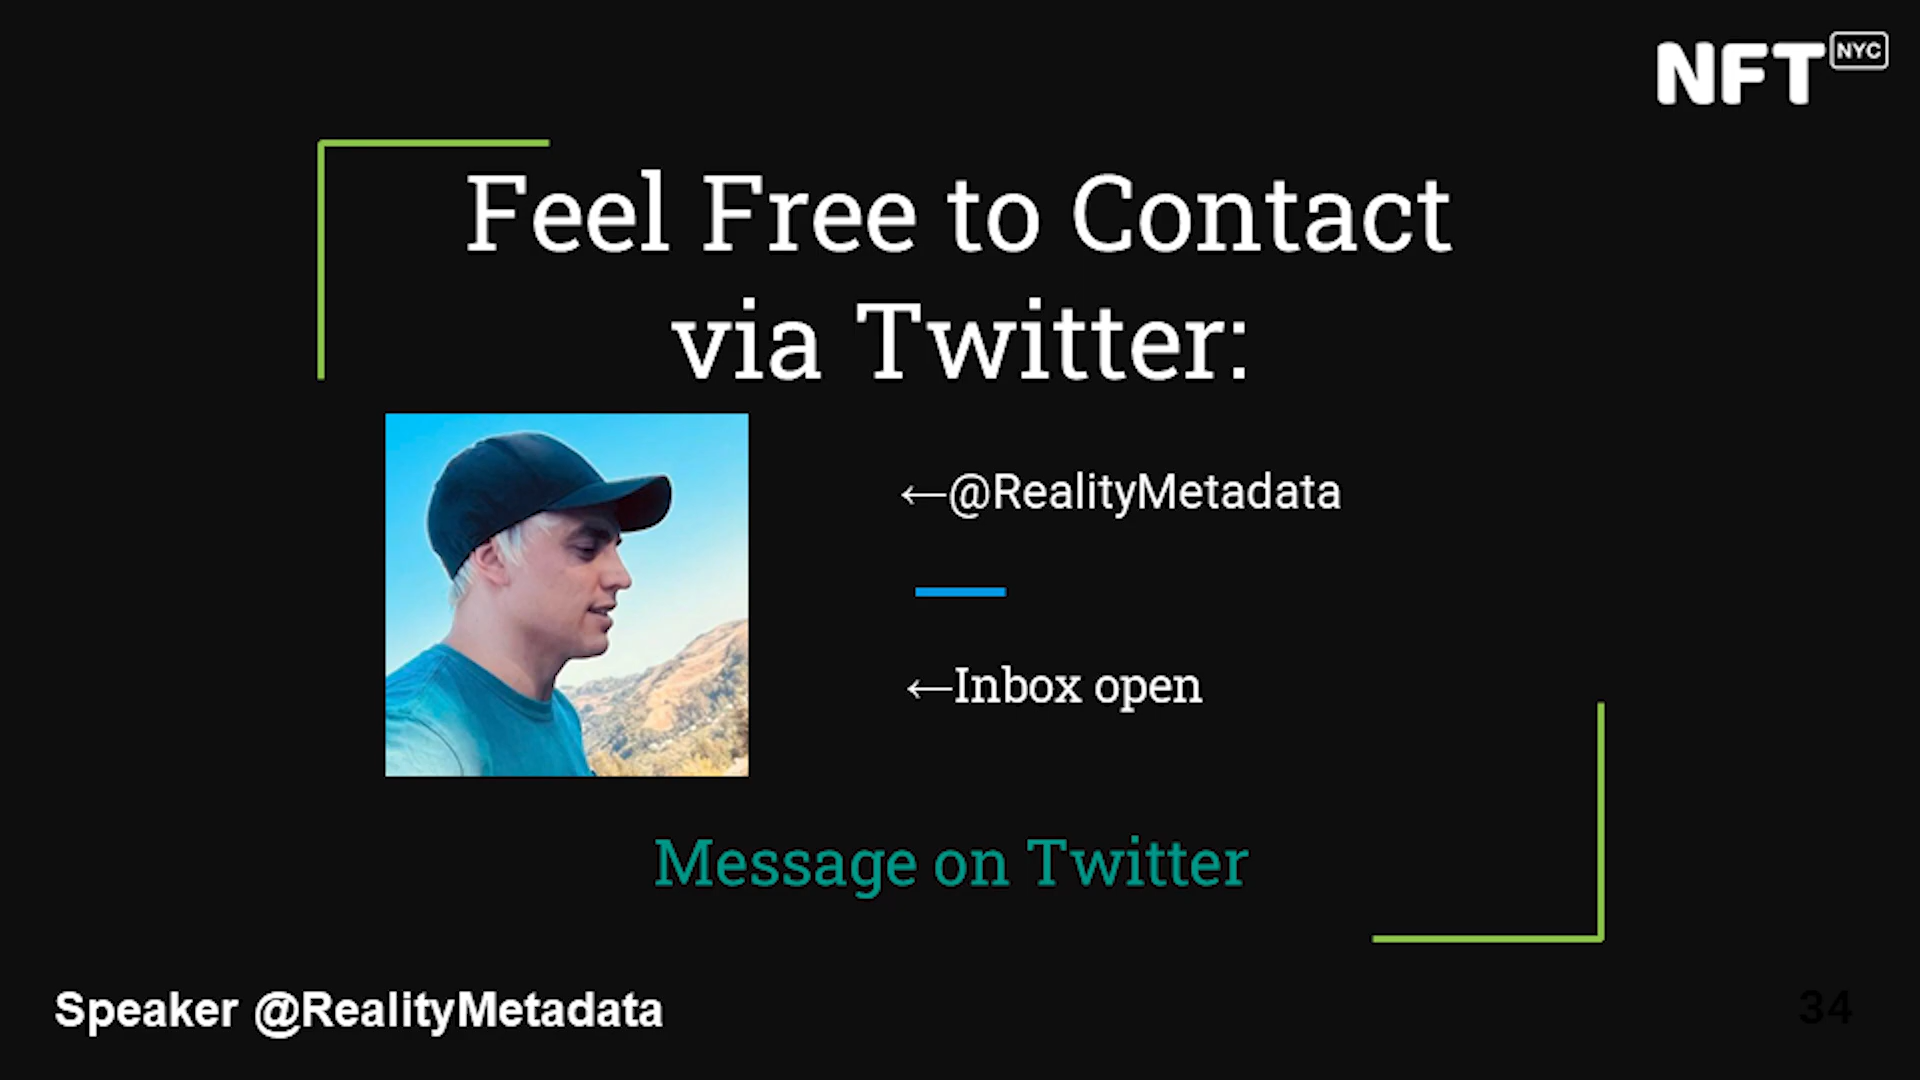 NFT NYC
Feel Free to Contact
via Twitter:
←@RealityMetadata
←Inbox open
Message on Twitter
Speaker @RealityMetadata
34